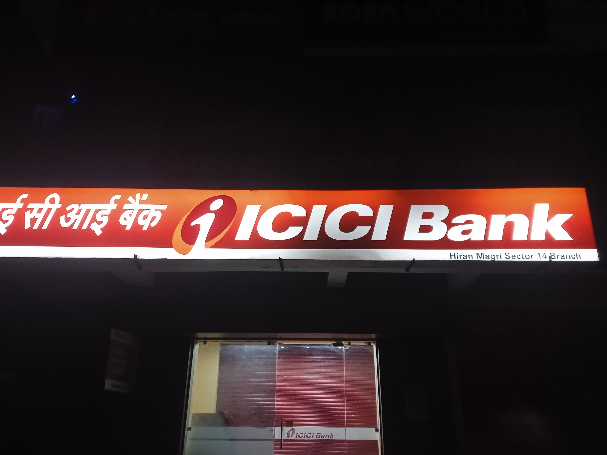 ई सी आई बैंक ICICI Bank
Hiran Magri Sector 14 Branch
ICICI Bank